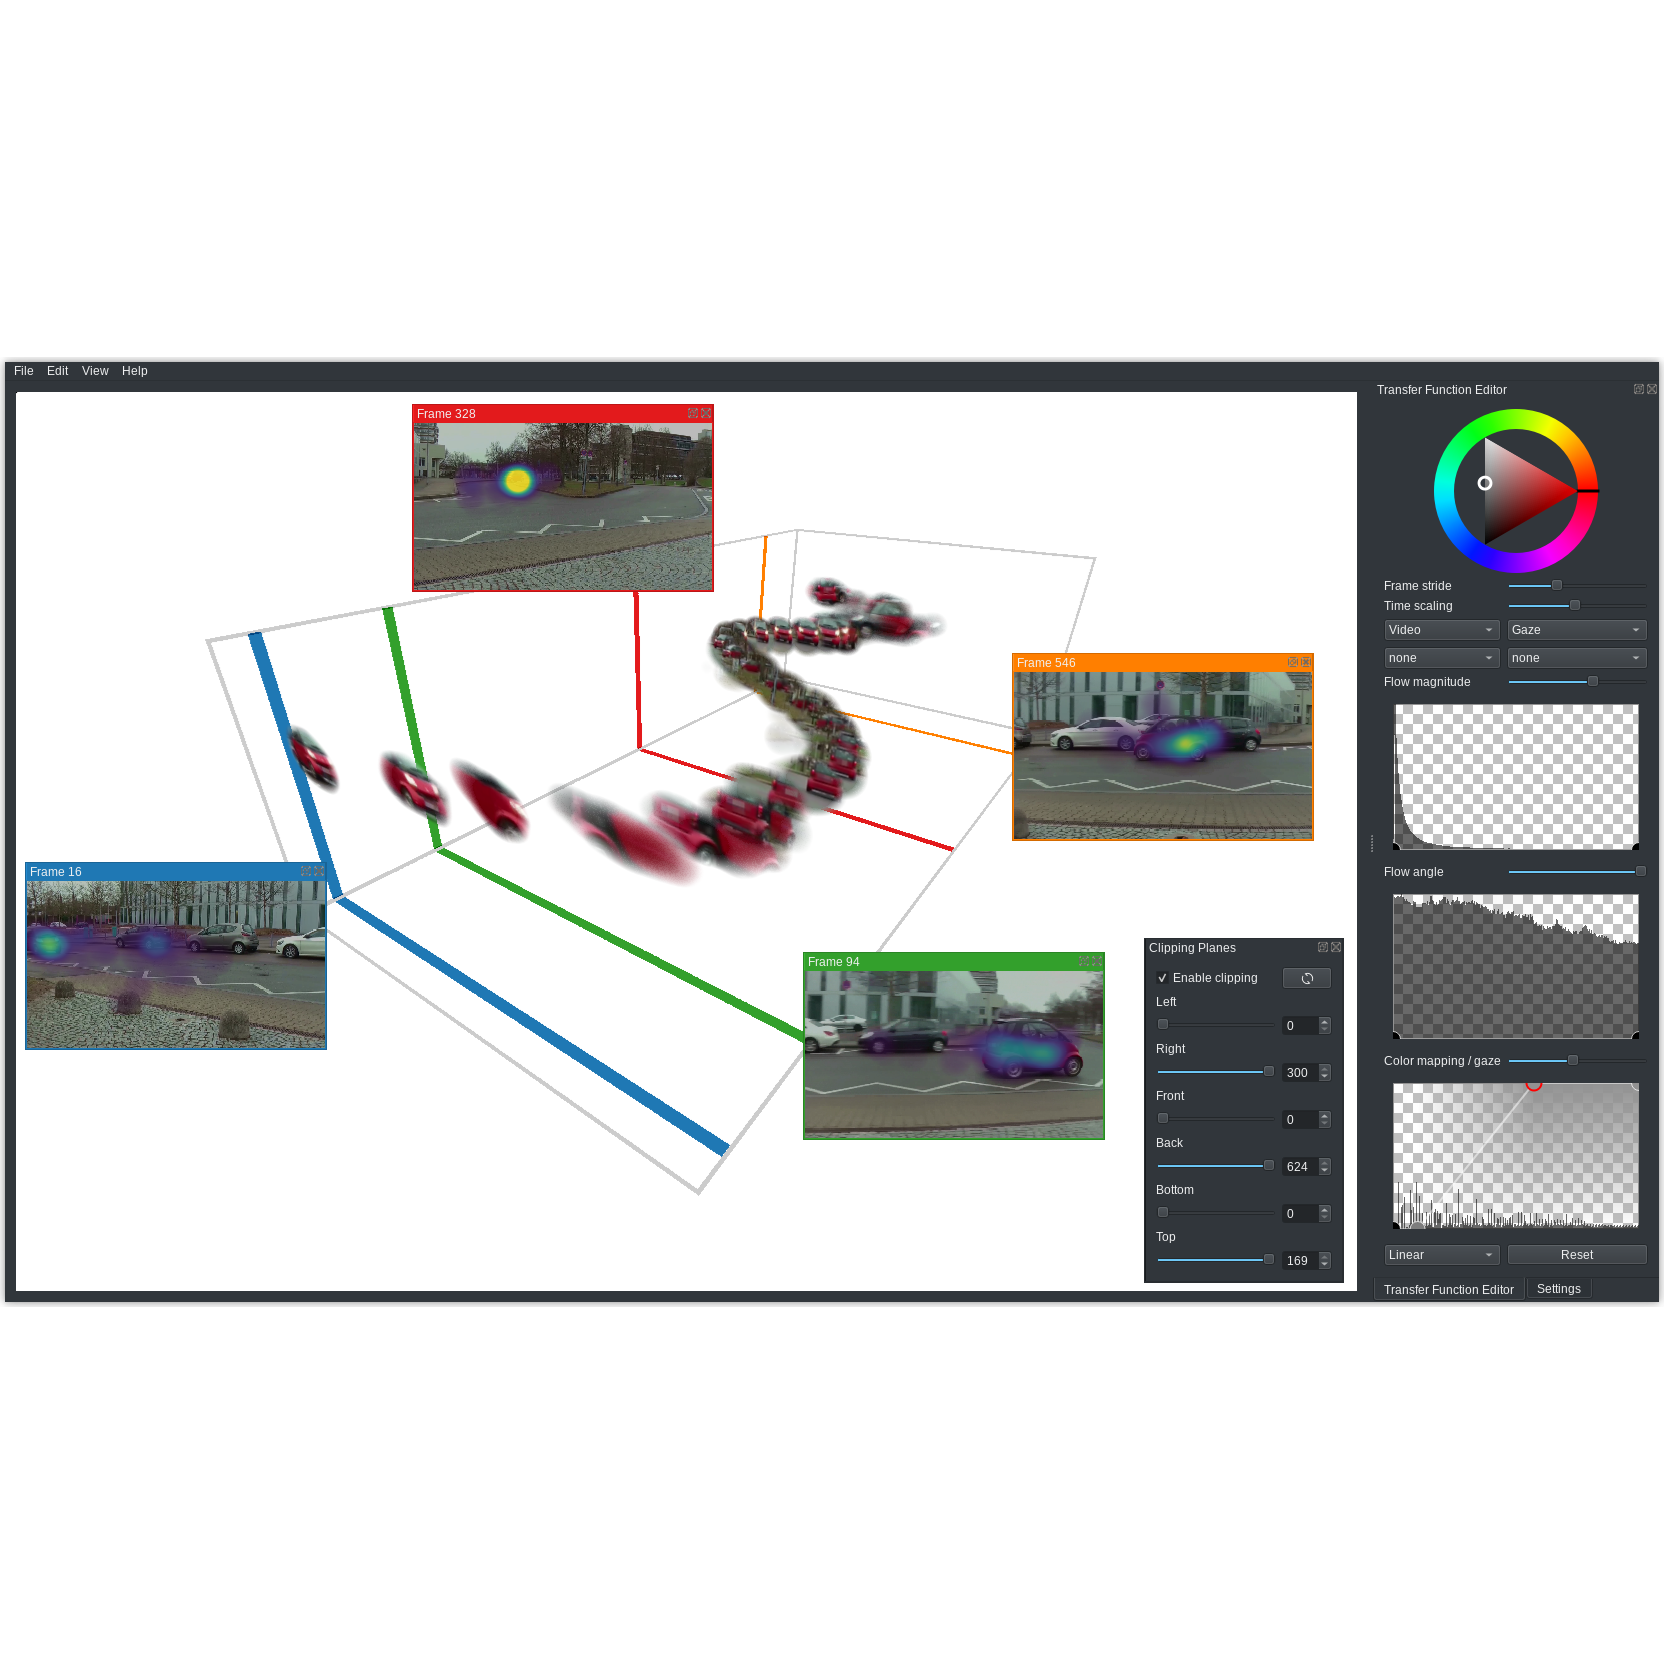 File Edit View Help
Transfer Function Editor
Frame 328
Frame stride
Time scaling
Video Gaze
none none
Flow magnitude
Frame 546
Flow angle
Frame 16
Frame 94
Clipping Planes
Enable clipping
Left
0
Right
300
Front
0
Back
624
Bottom
0
Top
169
Color mapping / gaze
Linear Reset
Transfer Function Editor Settings